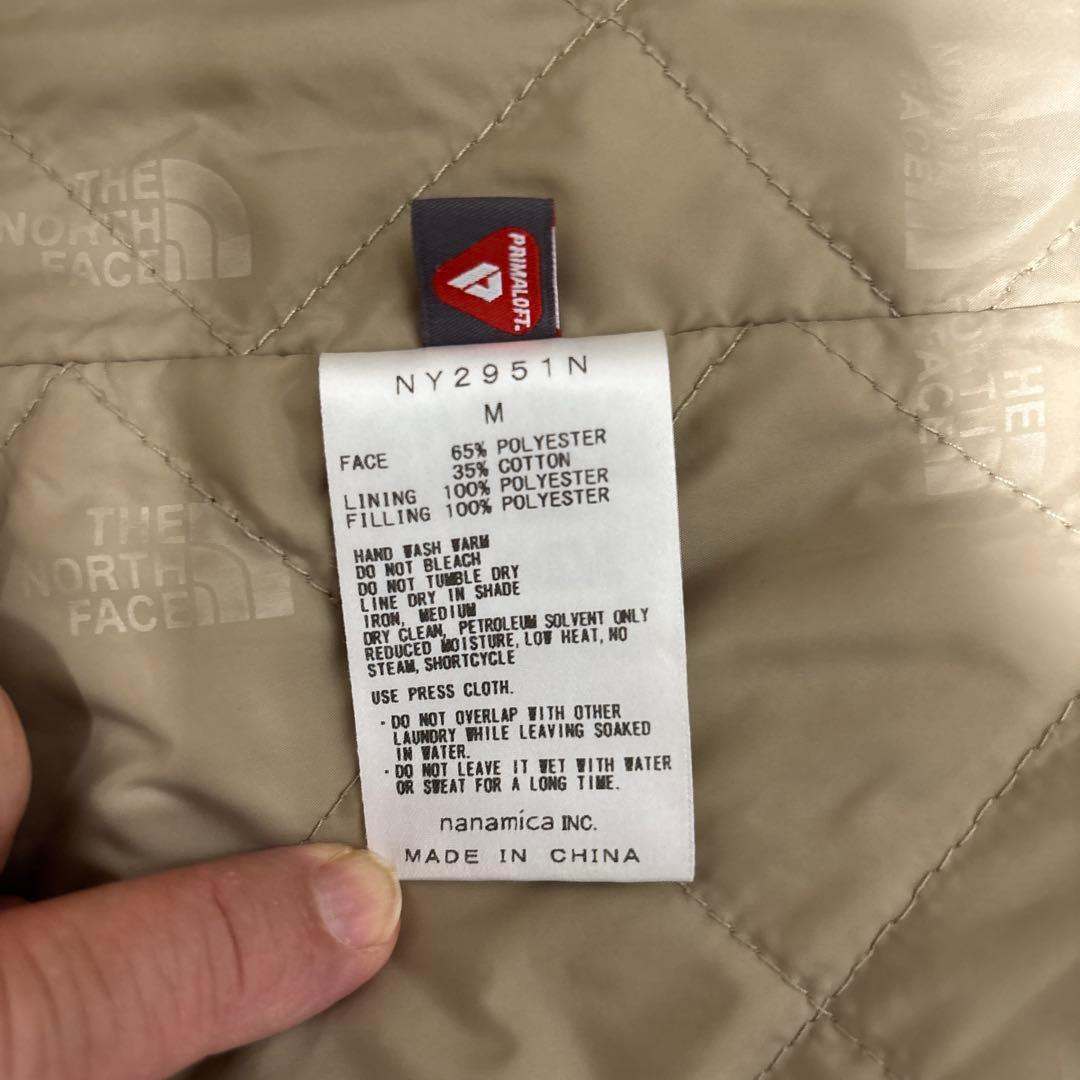 THE
NORTH
FACE
PRIMALOFT
NY2951N
M
FACE 65% POLYESTER
35% COTTON
LINING 100% POLYESTER
FILLING 100% POLYESTER
HAND WASH WARM
DO NOT BLEACH
DO NOT TUMBLE DRY
LINE DRY IN SHADE
IRON, MEDIUM
DRY CLEAN, PETROLEUM SOLVENT ONLY
REDUCED MOISTURE, LOW HEAT, NO
STEAM, SHORTCYCLE
USE PRESS CLOTH.
・DO NOT OVERLAP WITH OTHER
LAUNDRY WHILE LEAVING SOAKED
IN WATER.
・DO NOT LEAVE IT WET WITH WATER
OR SWEAT FOR A LONG TIME.
nanamica INC.
MADE IN CHINA
THE
NORTH
FACE